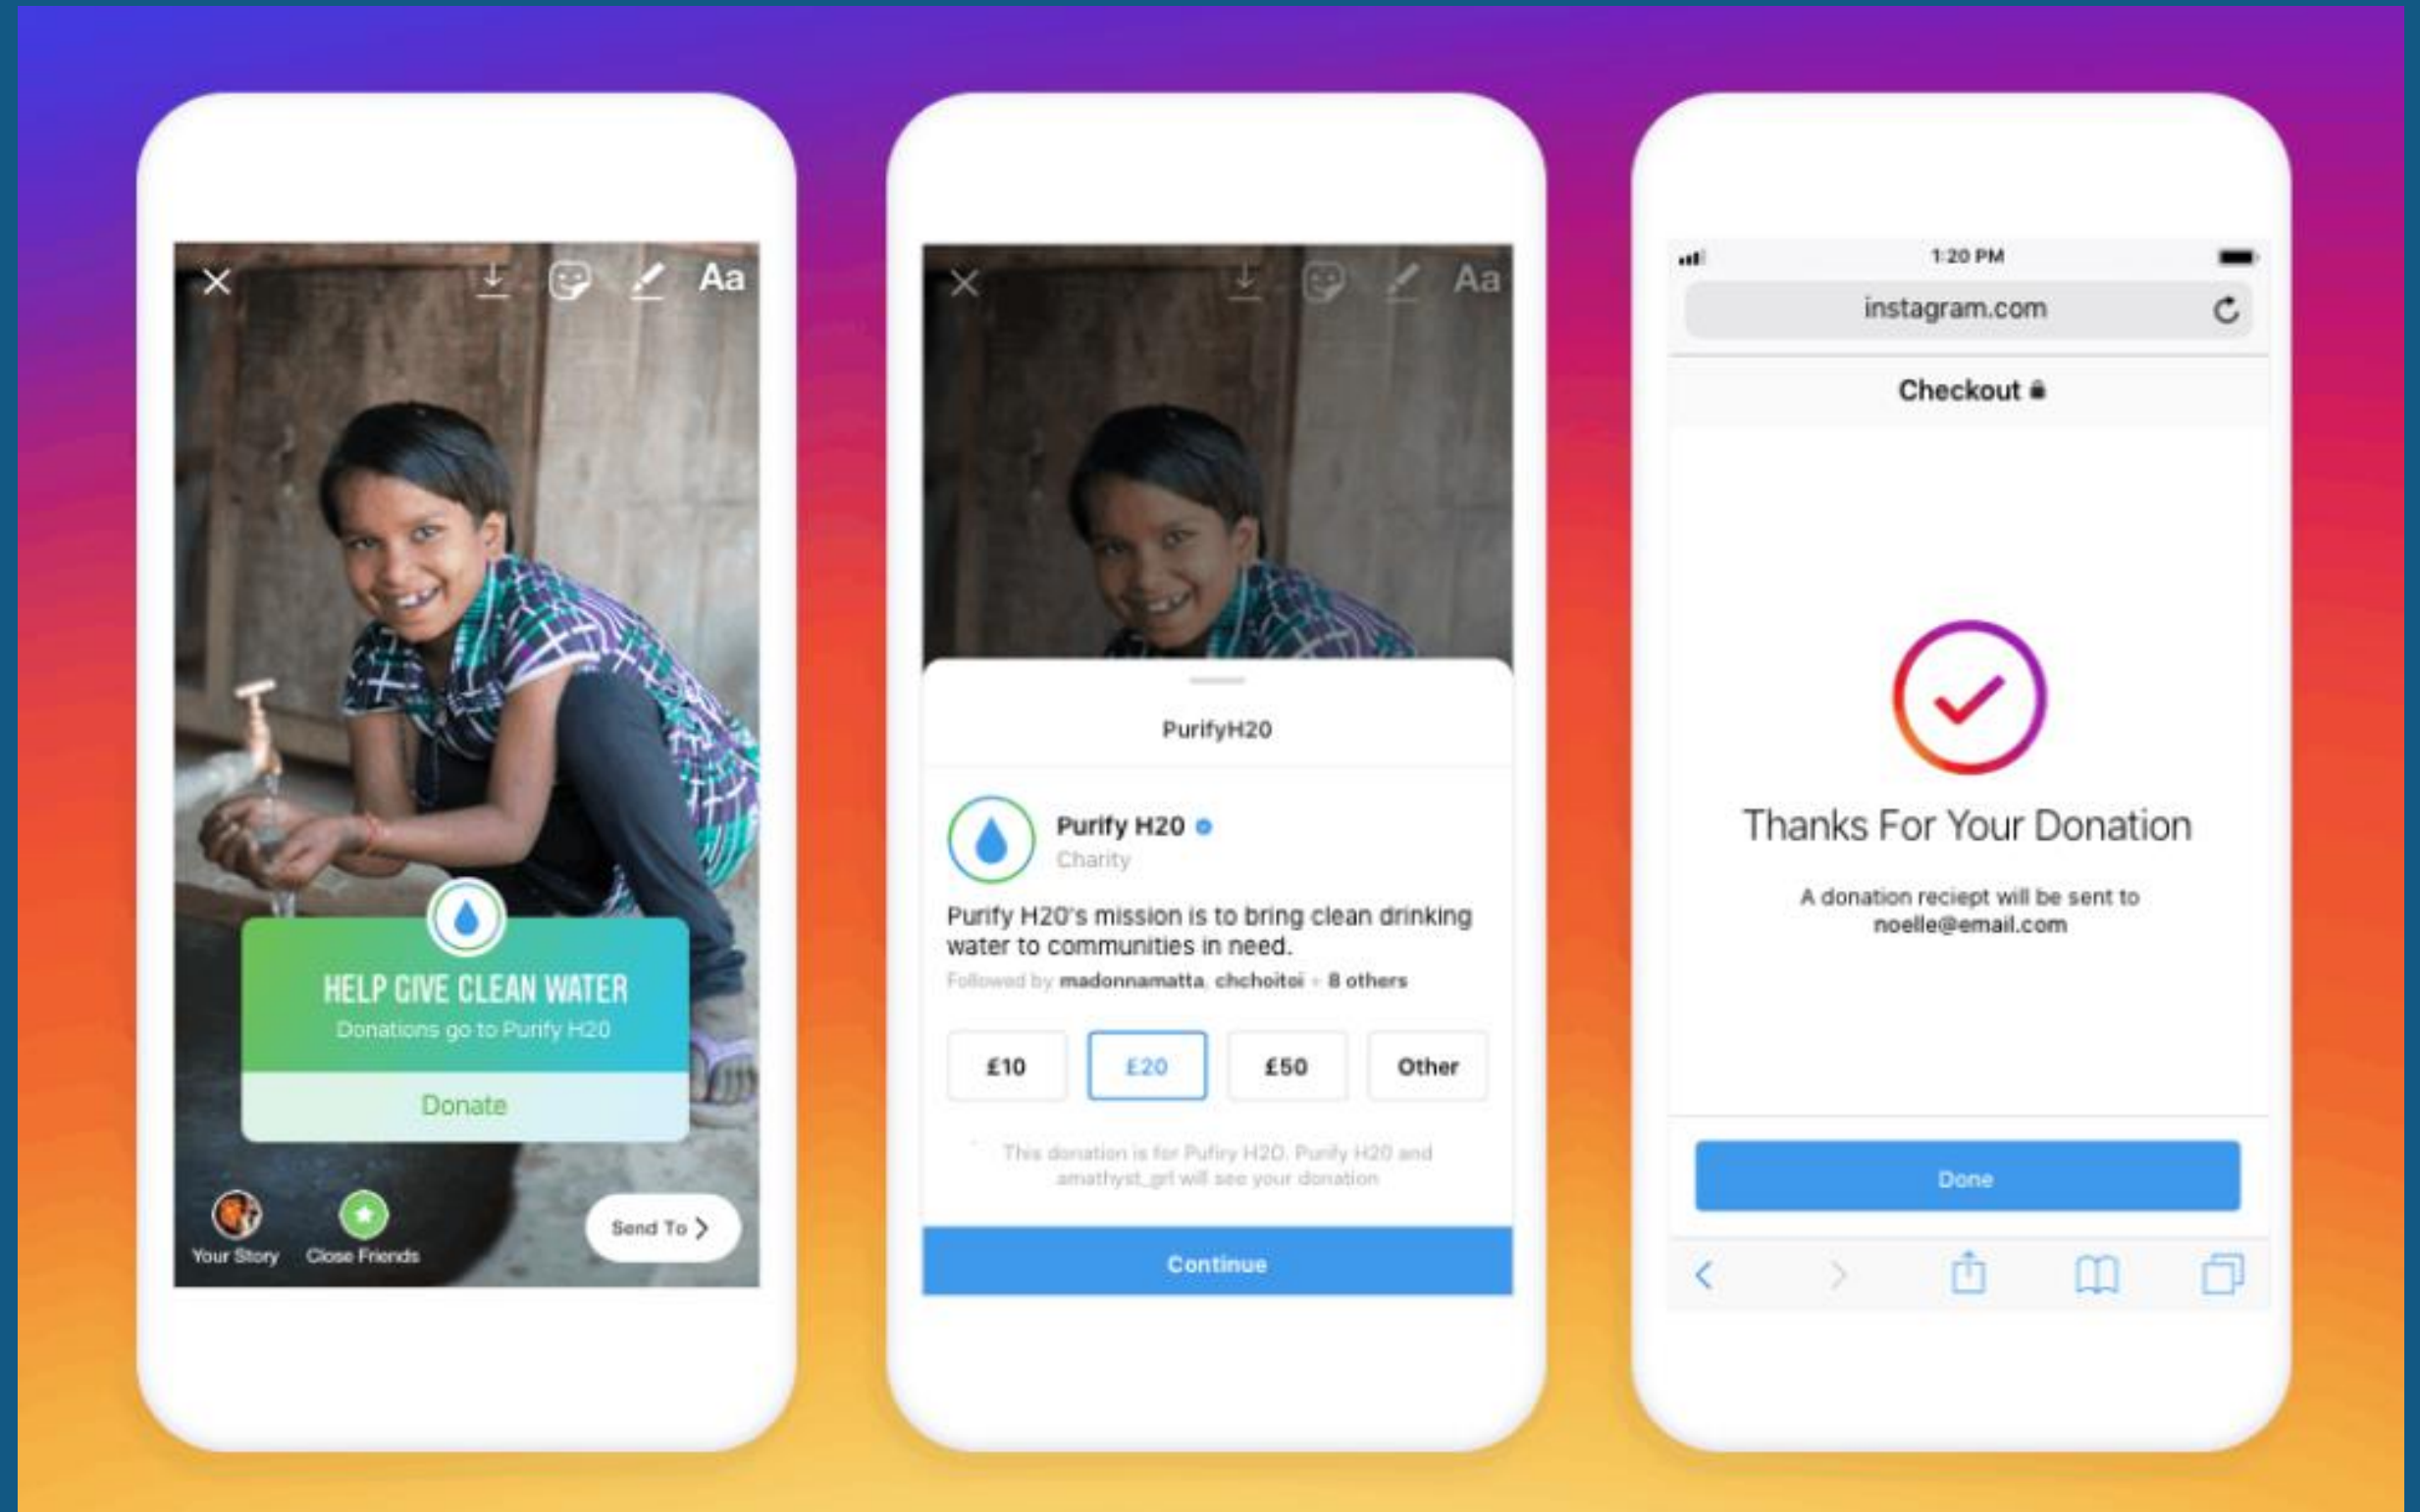 Aa
HELP GIVE CLEAN WATER
Donations go to Purify H20
Donate
Your Story
Close Friends
Send To
Aa
PurifyH20
Purify H20
Charity
Purify H20's mission is to bring clean drinking
water to communities in need.
Followed by madonnamatta, chchoitoi + 8 others
£10
£20
£50
Other
This donation is for Pufiry H2O. Purify H20 and
amathyst_grl will see your donation
Continue
1:20 PM
instagram.com
Checkout
Thanks For Your Donation
A donation reciept will be sent to
noelle@email.com
Done